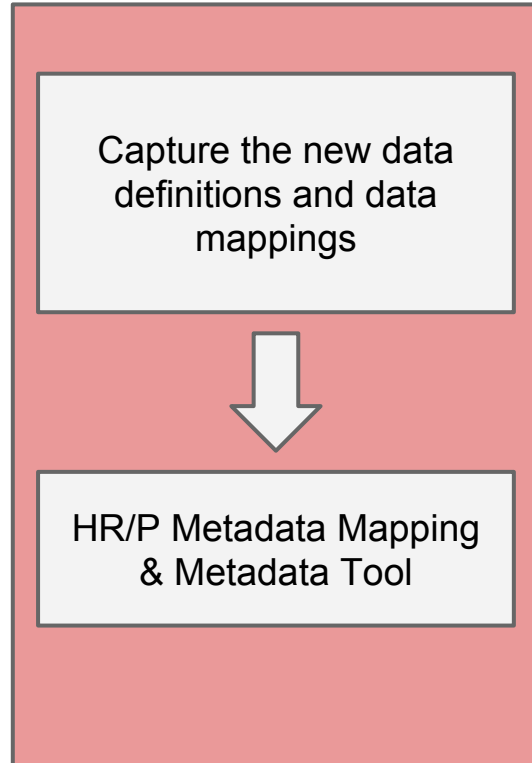 Capture the new data
definitions and data
mappings
HR/P Metadata Mapping
& Metadata Tool